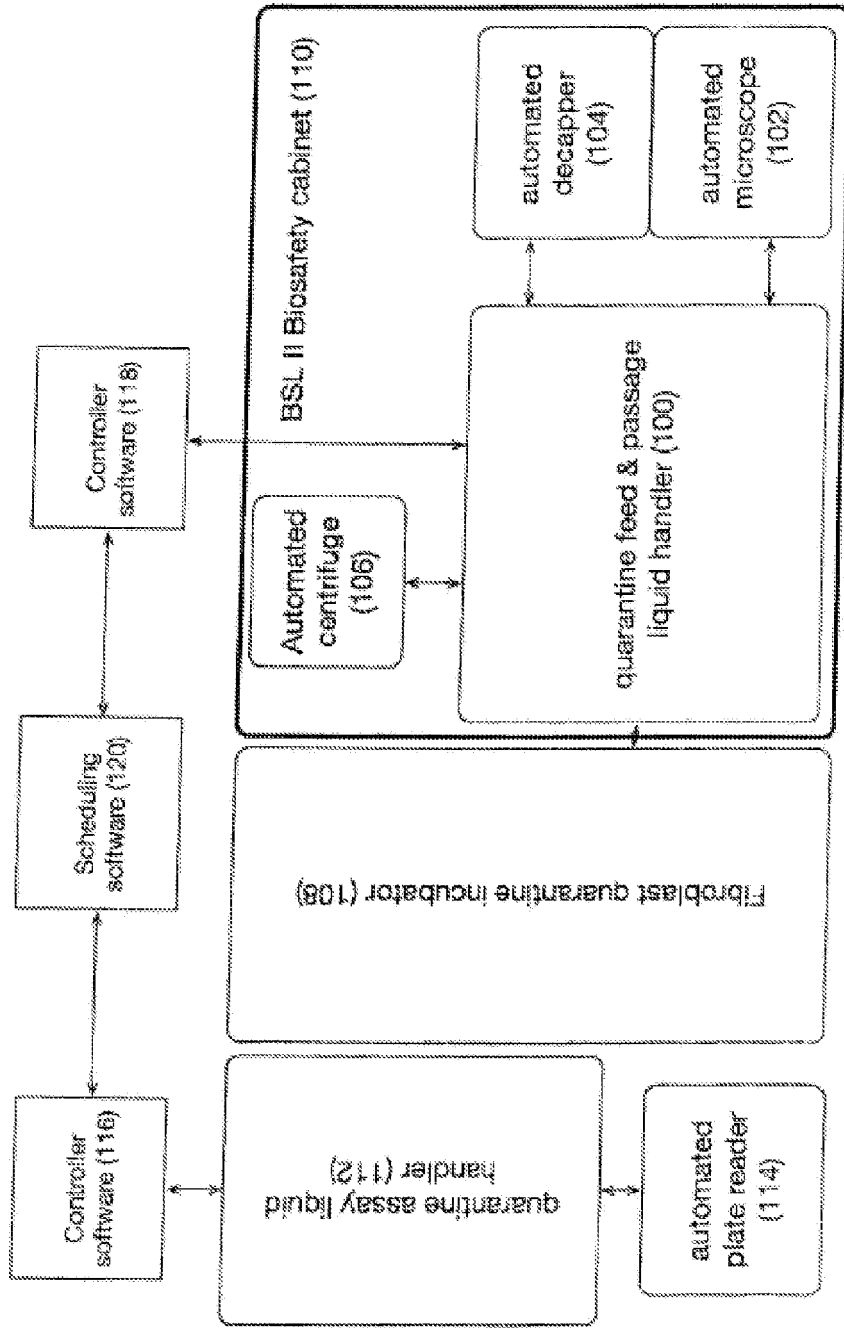 Controller
software (116)
Scheduling
software (120)
Controller
software (118)
quarantine assay liquid
handler (112)
automated
plate reader
(114)
Fibroblast quarantine incubator (108)
BSL II Biosafety cabinet (110)
Automated
centrifuge
(106)
quarantine feed & passage
liquid handler (100)
automated
decapper
(104)
automated
microscope
(102)